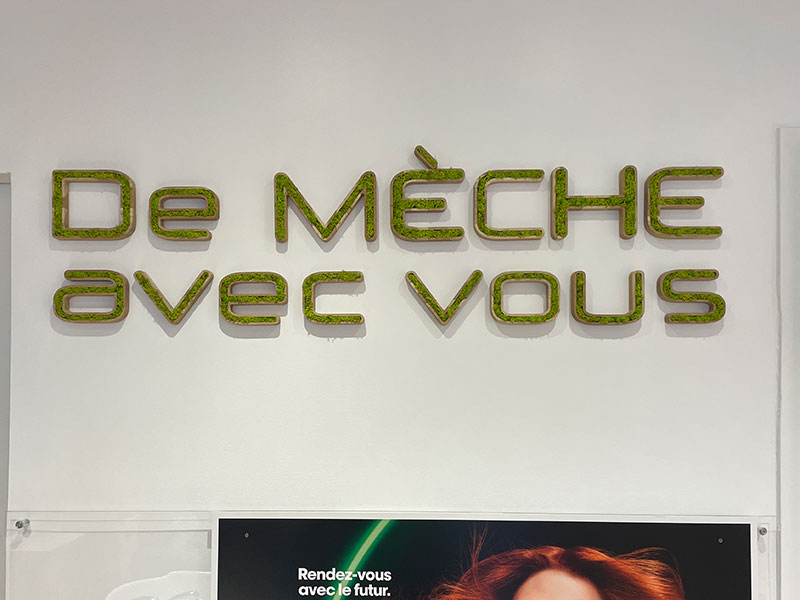 De MÈCHE
avec vous
Rendez-vous
avec le futur.